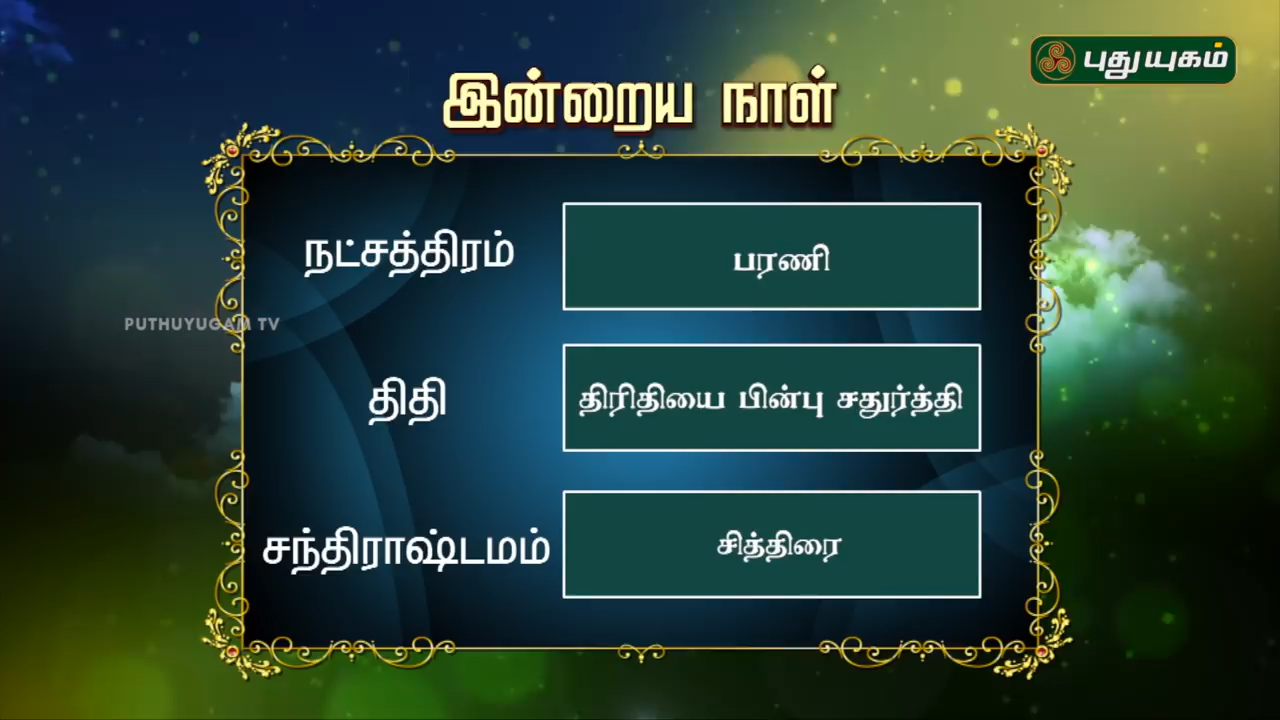 புதுயுகம்
இன்றைய நாள்
நட்சத்திரம்
பரணி
PUTHUYUGAM TV
திதி
திரிதியை பின்பு சதுர்த்தி
சந்திராஷ்டமம்
சித்திரை